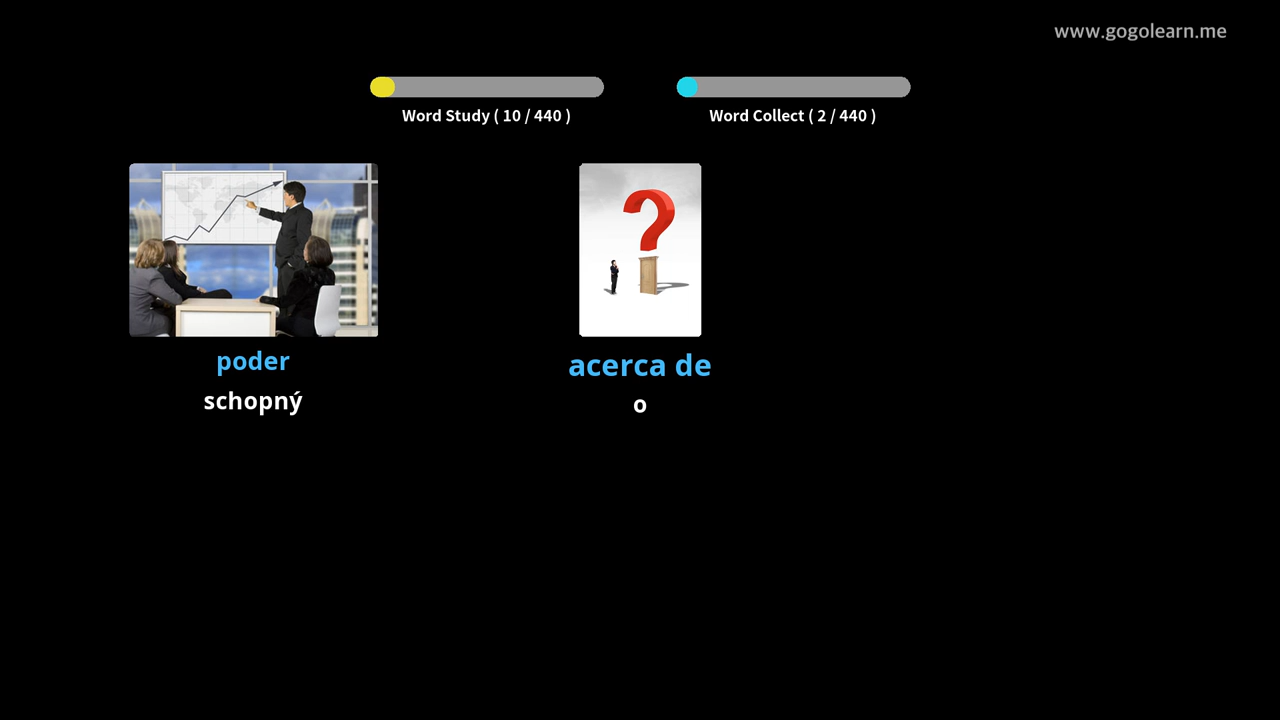 www.gogolearn.me
Word Study ( 10 / 440 )
Word Collect ( 2 / 440 )
poder
schopný
acerca de
o